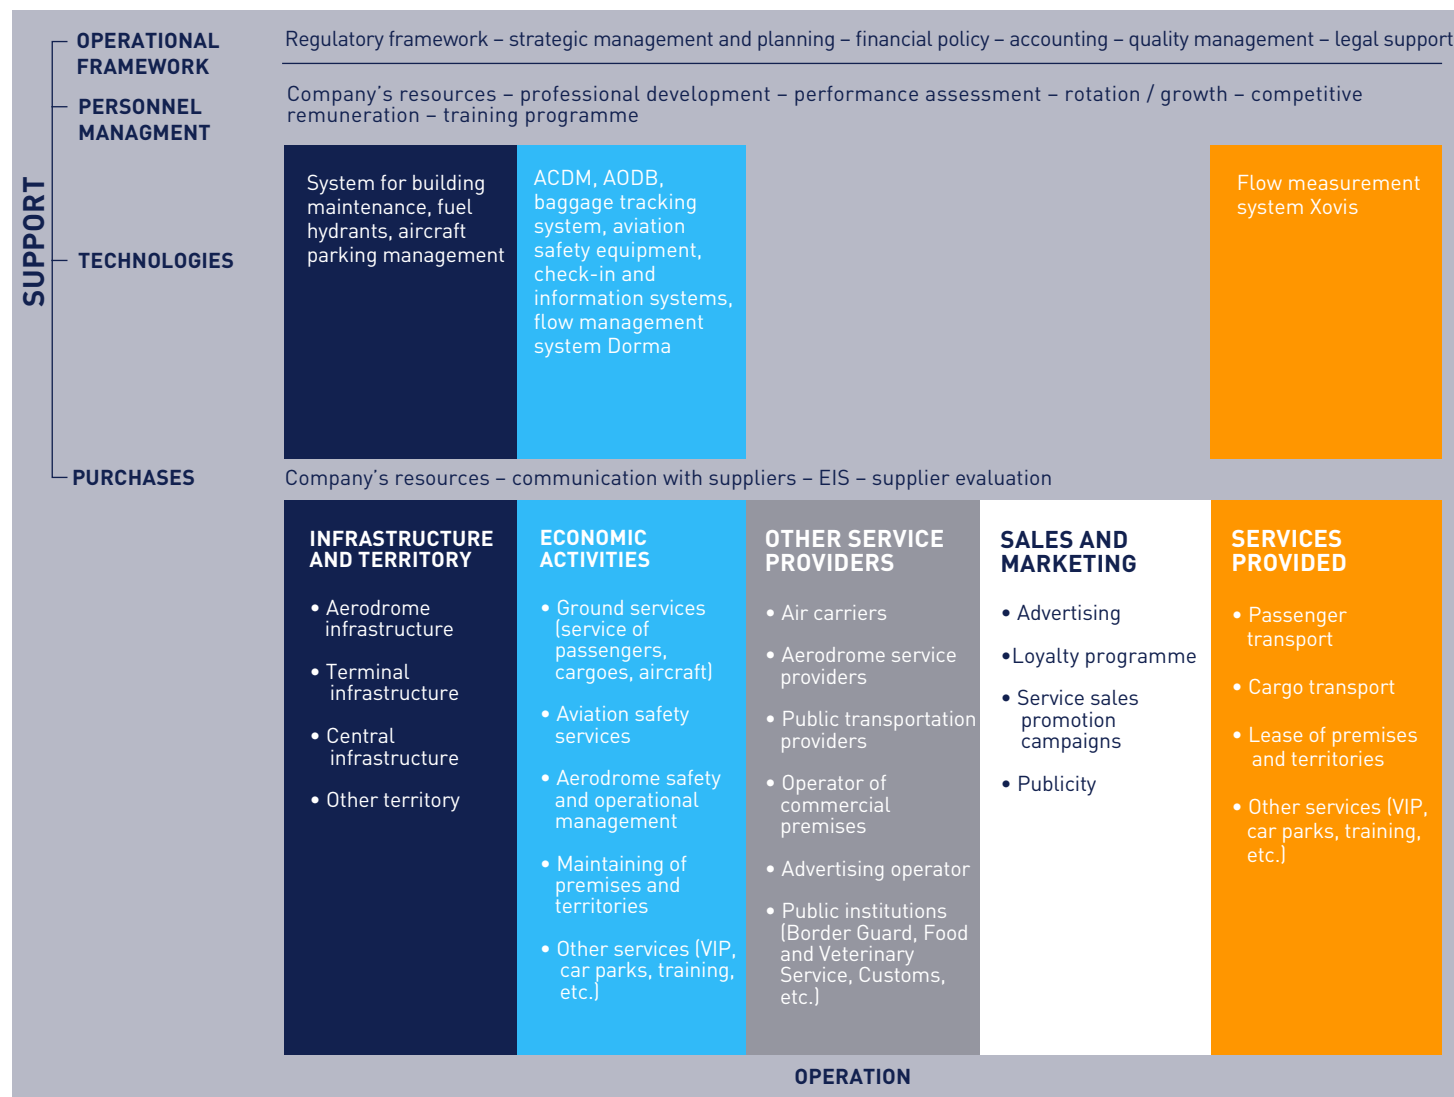 OPERATIONAL
FRAMEWORK
Regulatory framework – strategic management and planning – financial policy – accounting – quality management – legal support
PERSONNEL
MANAGMENT
Company’s resources – professional development – performance assessment – rotation / growth – competitive
remuneration – training programme
SUPPORT
TECHNOLOGIES
System for building
maintenance, fuel
hydrants, aircraft
parking management
ACDM, AODB,
baggage tracking
system, aviation
safety equipment,
check-in and
information systems,
flow management
system Dorma
Flow measurement
system Xovis
PURCHASES
Company’s resources – communication with suppliers – EIS – supplier evaluation
INFRASTRUCTURE
AND TERRITORY
• Aerodrome
infrastructure
• Terminal
infrastructure
• Central
infrastructure
• Other territory
ECONOMIC
ACTIVITIES
• Ground services
(service of
passengers,
cargoes, aircraft)
• Aviation safety
services
• Aerodrome safety
and operational
management
• Maintaining of
premises and
territories
• Other services (VIP,
car parks, training,
etc.)
OTHER SERVICE
PROVIDERS
• Air carriers
• Aerodrome service
providers
• Public transportation
providers
• Operator of
commercial
premises
• Advertising operator
• Public institutions
(Border Guard, Food
and Veterinary
Service, Customs,
etc.)
SALES AND
MARKETING
• Advertising
•Loyalty programme
• Service sales
promotion
campaigns
• Publicity
SERVICES
PROVIDED
• Passenger
transport
• Cargo transport
• Lease of premises
and territories
• Other services (VIP,
car parks, training,
etc.)
OPERATION